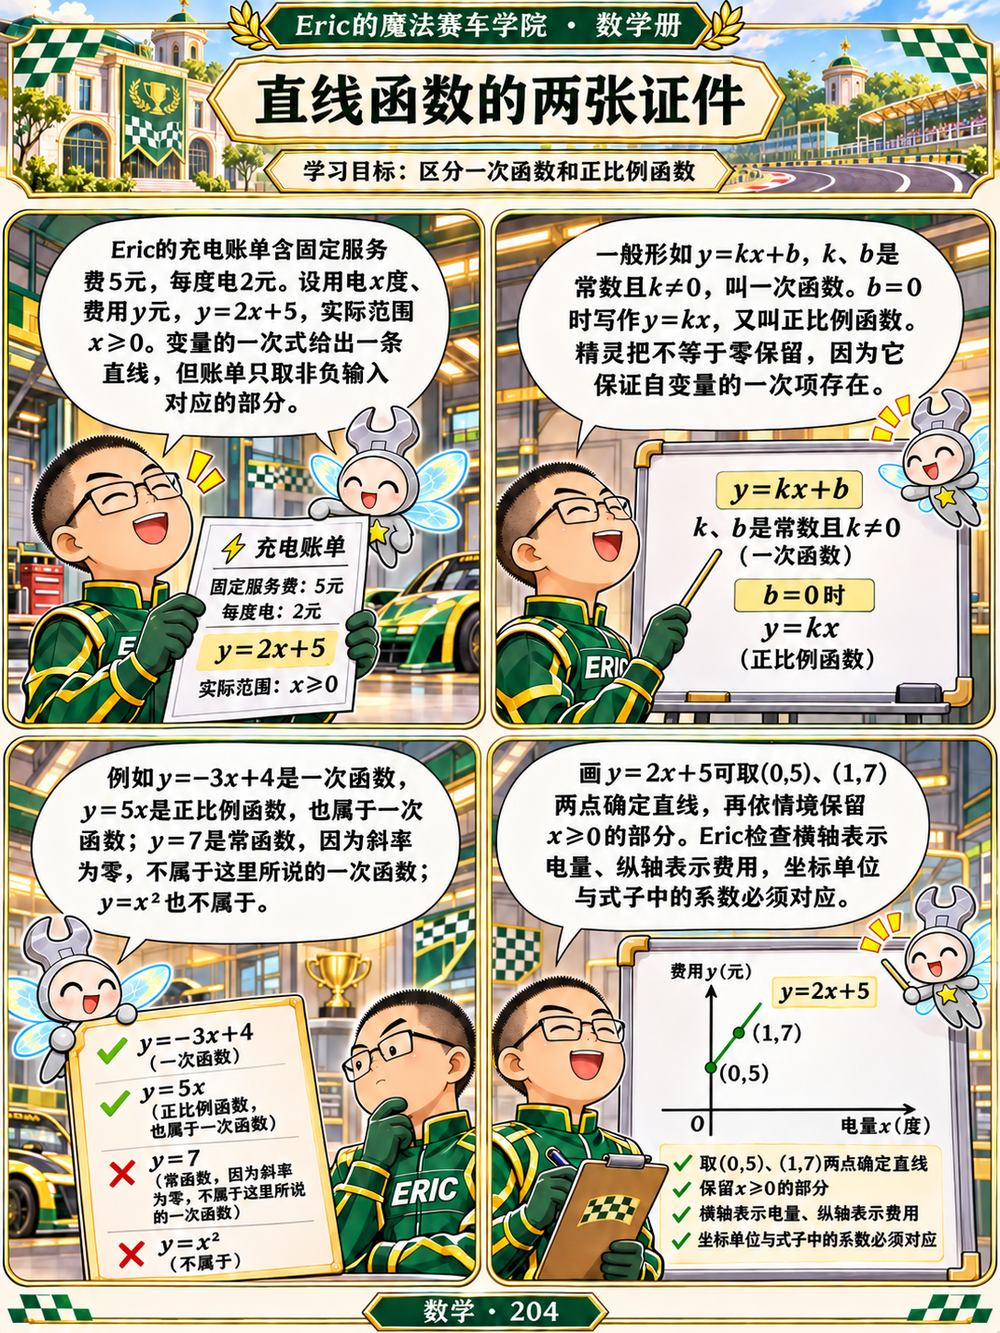 Eric的魔法赛车学院 · 数学册
直线函数的两张证件
学习目标：区分一次函数和正比例函数
Eric的充电账单含固定服务
费5元，每度电2元。设用电x度、
费用y元，y=2x+5，实际范围
x≥0。变量的一次式给出一条
直线，但账单只取非负输入
对应的部分。
充电账单
固定服务费：5元
每度电：2元
y=2x+5
实际范围：x≥0
E
一般形如y=kx+b，k、b是
常数且k≠0，叫一次函数。b=0
时写作y=kx，又叫正比例函数。
精灵把不等于零保留，因为它
保证自变量的一次项存在。
y=kx+b
k、b是常数且k≠0
（一次函数）
b=0时
y=kx
（正比例函数）
ERIC
例如y=−3x+4是一次函数，
y=5x是正比例函数，也属于一次
函数；y=7是常函数，因为斜率
为零，不属于这里所说的一次函数；
y=x²也不属于。
y=−3x+4
（一次函数）
y=5x
（正比例函数，
也属于一次函数）
y=7
（常函数，因为斜率
为零，不属于这里所说
的一次函数）
y=x²
（不属于）
ERIC
画y=2x+5可取(0,5)、(1,7)
两点确定直线，再依情境保留
x≥0的部分。Eric检查横轴表示
电量、纵轴表示费用，坐标单位
与式子中的系数必须对应。
费用y(元)
y=2x+5
(1,7)
(0,5)
O
电量x(度)
取(0,5)、(1,7)两点确定直线
保留x≥0的部分
横轴表示电量、纵轴表示费用
坐标单位与式子中的系数必须对应
数学 · 204